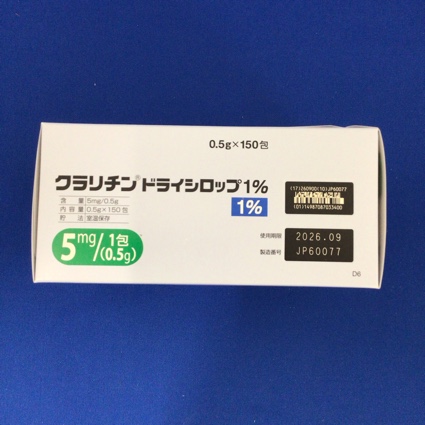 0.5g×150包
クラリチン®ドライシロップ1%
1%
含 量 5mg/0.5g
内 容 量 0.5g×150包
貯 法 室温保存
5mg/1包(0.5g)
(17)260900(10)JP60077
(01)14987087033400
使用期限 2026.09
製造番号 JP60077
D6